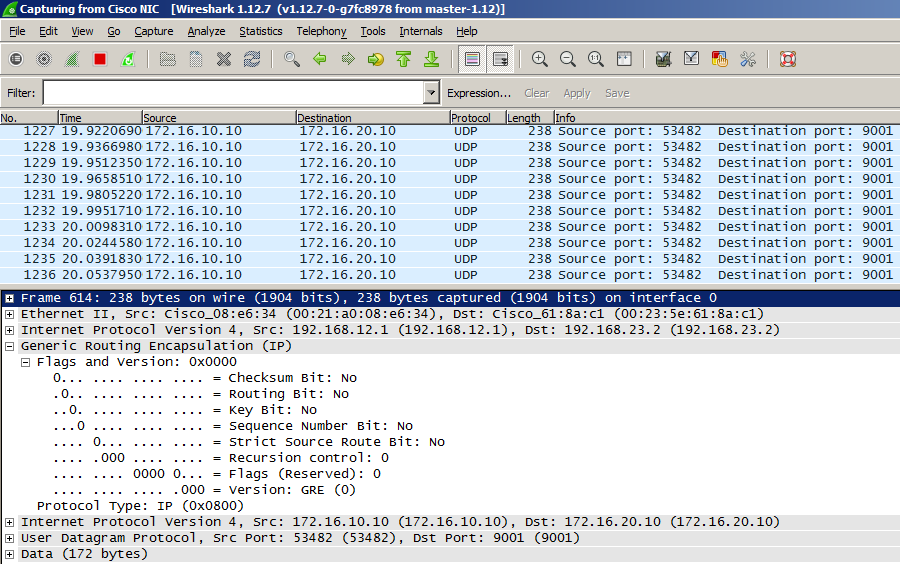 Capturing from Cisco NIC [Wireshark 1.12.7 (v1.12.7-0-g7fc8978 from master-1.12)]
File Edit View Go Capture Analyze Statistics Telephony Tools Internals Help
Filter: Expression... Clear Apply Save
No. Time Source Destination Protocol Length Info
1227 19.9220690 172.16.10.10 172.16.20.10 UDP 238 Source port: 53482 Destination port: 9001
1228 19.9366980 172.16.10.10 172.16.20.10 UDP 238 Source port: 53482 Destination port: 9001
1229 19.9512350 172.16.10.10 172.16.20.10 UDP 238 Source port: 53482 Destination port: 9001
1230 19.9658510 172.16.10.10 172.16.20.10 UDP 238 Source port: 53482 Destination port: 9001
1231 19.9805220 172.16.10.10 172.16.20.10 UDP 238 Source port: 53482 Destination port: 9001
1232 19.9951710 172.16.10.10 172.16.20.10 UDP 238 Source port: 53482 Destination port: 9001
1233 20.0098310 172.16.10.10 172.16.20.10 UDP 238 Source port: 53482 Destination port: 9001
1234 20.0244580 172.16.10.10 172.16.20.10 UDP 238 Source port: 53482 Destination port: 9001
1235 20.0391830 172.16.10.10 172.16.20.10 UDP 238 Source port: 53482 Destination port: 9001
1236 20.0537950 172.16.10.10 172.16.20.10 UDP 238 Source port: 53482 Destination port: 9001
Frame 614: 238 bytes on wire (1904 bits), 238 bytes captured (1904 bits) on interface 0
Ethernet II, Src: Cisco_08:e6:34 (00:21:a0:08:e6:34), Dst: Cisco_61:8a:c1 (00:23:5e:61:8a:c1)
Internet Protocol Version 4, Src: 192.168.12.1 (192.168.12.1), Dst: 192.168.23.2 (192.168.23.2)
Generic Routing Encapsulation (IP)
Flags and Version: 0x0000
0... .... .... .... = Checksum Bit: No
.0.. .... .... .... = Routing Bit: No
..0. .... .... .... = Key Bit: No
...0 .... .... .... = Sequence Number Bit: No
.... 0... .... .... = Strict Source Route Bit: No
.... .000 .... .... = Recursion control: 0
.... .... 0000 0... = Flags (Reserved): 0
.... .... .... .000 = Version: GRE (0)
Protocol Type: IP (0x0800)
Internet Protocol Version 4, Src: 172.16.10.10 (172.16.10.10), Dst: 172.16.20.10 (172.16.20.10)
User Datagram Protocol, Src Port: 53482 (53482), Dst Port: 9001 (9001)
Data (172 bytes)